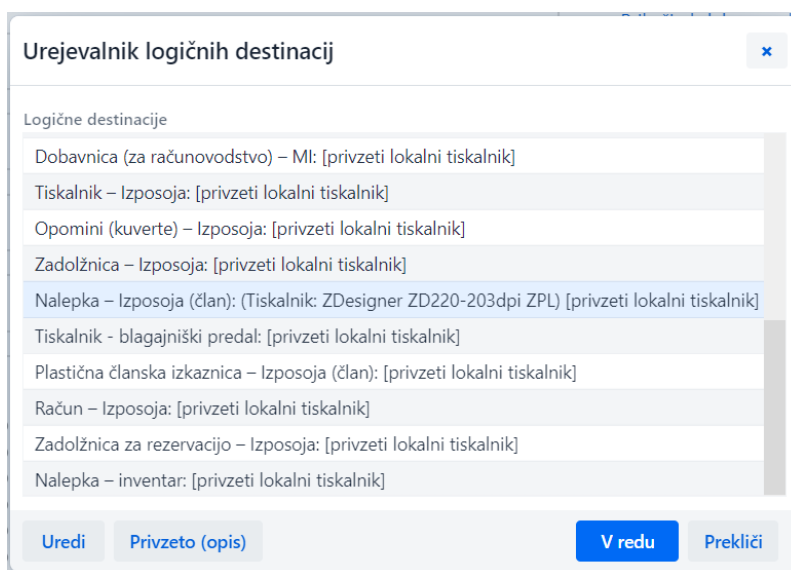 Urejevalnik logičnih destinacij
×
Logične destinacije
Dobavnica (za računovodstvo) – MI: [privzeti lokalni tiskalnik]
Tiskalnik – Izposoja: [privzeti lokalni tiskalnik]
Opomini (kuverte) – Izposoja: [privzeti lokalni tiskalnik]
Zadolžnica – Izposoja: [privzeti lokalni tiskalnik]
Nalepka – Izposoja (član): (Tiskalnik: ZDesigner ZD220-203dpi ZPL) [privzeti lokalni tiskalnik]
Tiskalnik - blagajniški predal: [privzeti lokalni tiskalnik]
Plastična članska izkaznica – Izposoja (član): [privzeti lokalni tiskalnik]
Račun – Izposoja: [privzeti lokalni tiskalnik]
Zadolžnica za rezervacijo – Izposoja: [privzeti lokalni tiskalnik]
Nalepka – inventar: [privzeti lokalni tiskalnik]
Uredi Privzeto (opis) V redu Prekliči